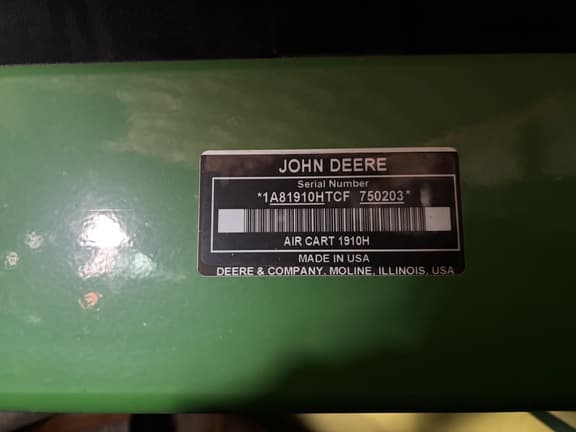 JOHN DEERE
Serial Number
*1A81910HTCF 750203*
AIR CART 1910H
MADE IN USA
DEERE & COMPANY, MOLINE, ILLINOIS, USA